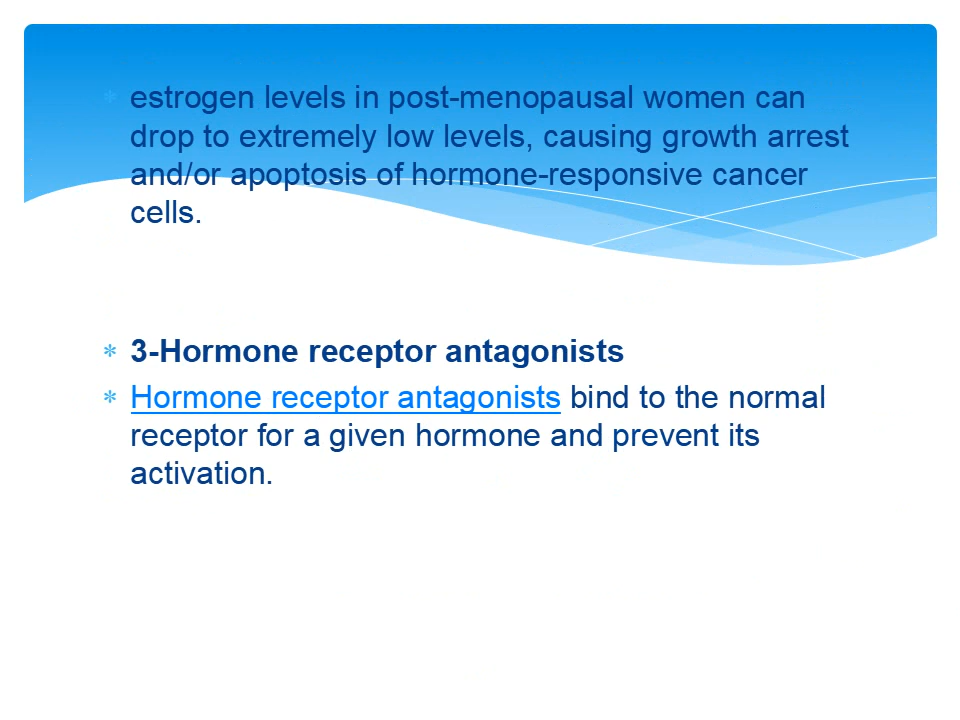 * estrogen levels in post-menopausal women can
drop to extremely low levels, causing growth arrest
and/or apoptosis of hormone-responsive cancer
cells.
* 3-Hormone receptor antagonists
* Hormone receptor antagonists bind to the normal
receptor for a given hormone and prevent its
activation.